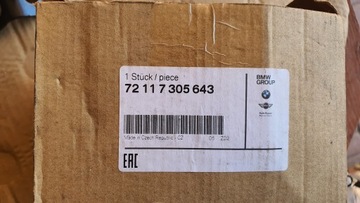 1 Stück / piece
72 11 7 305 643
BMW
GROUP
Made in Czech Republic CZ
EAC